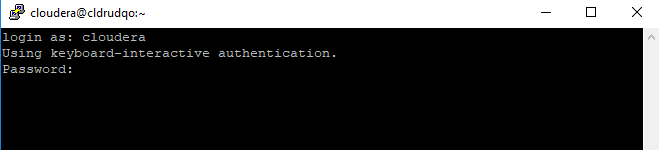 cloudera@cldrudqo:~
login as: cloudera
Using keyboard-interactive authentication.
Password: